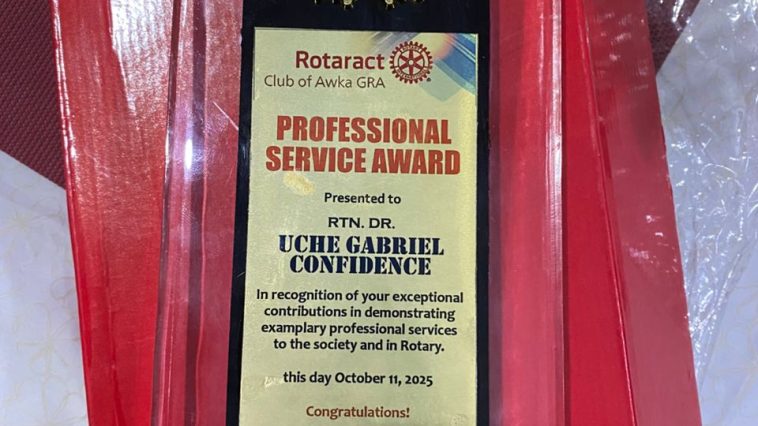 Rotaract
Club of Awka GRA
PROFESSIONAL
SERVICE AWARD
Presented to
RTN. DR.
UCHE GABRIEL
CONFIDENCE
In recognition of your exceptional
contributions in demonstrating
examplary professional services
to the society and in Rotary.
this day October 11, 2025
Congratulations!